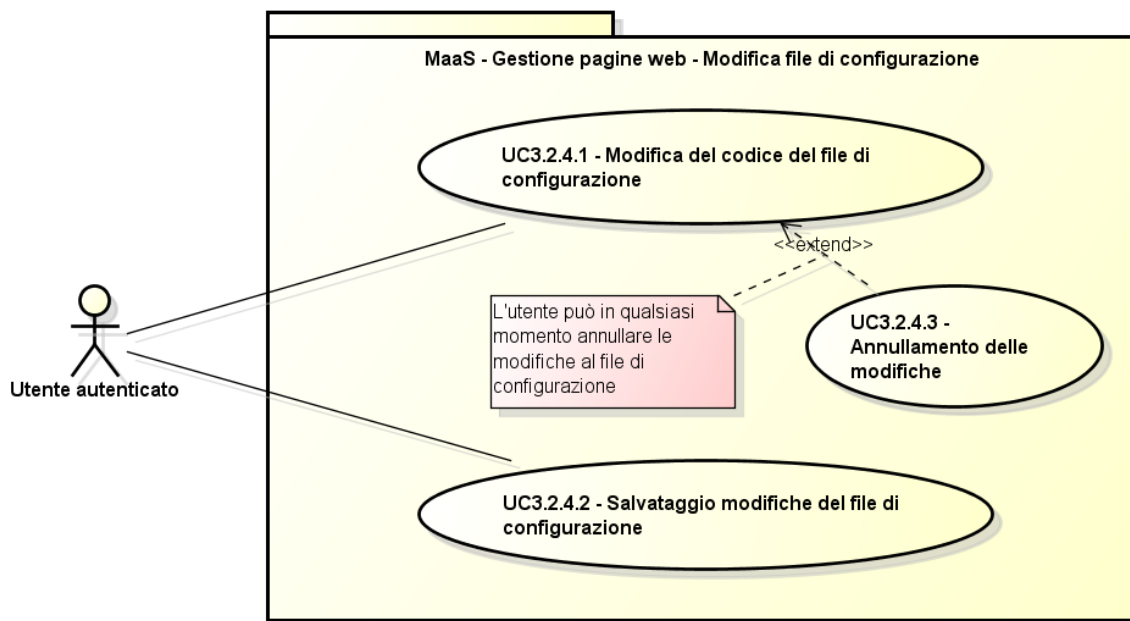 MaaS - Gestione pagine web - Modifica file di configurazione
UC3.2.4.1 - Modifica del codice del file di
configurazione
<<extend>>
L'utente può in qualsiasi
momento annullare le
modifiche al file di
configurazione
UC3.2.4.3 -
Annullamento delle
modifiche
Utente autenticato
UC3.2.4.2 - Salvataggio modifiche del file di
configurazione